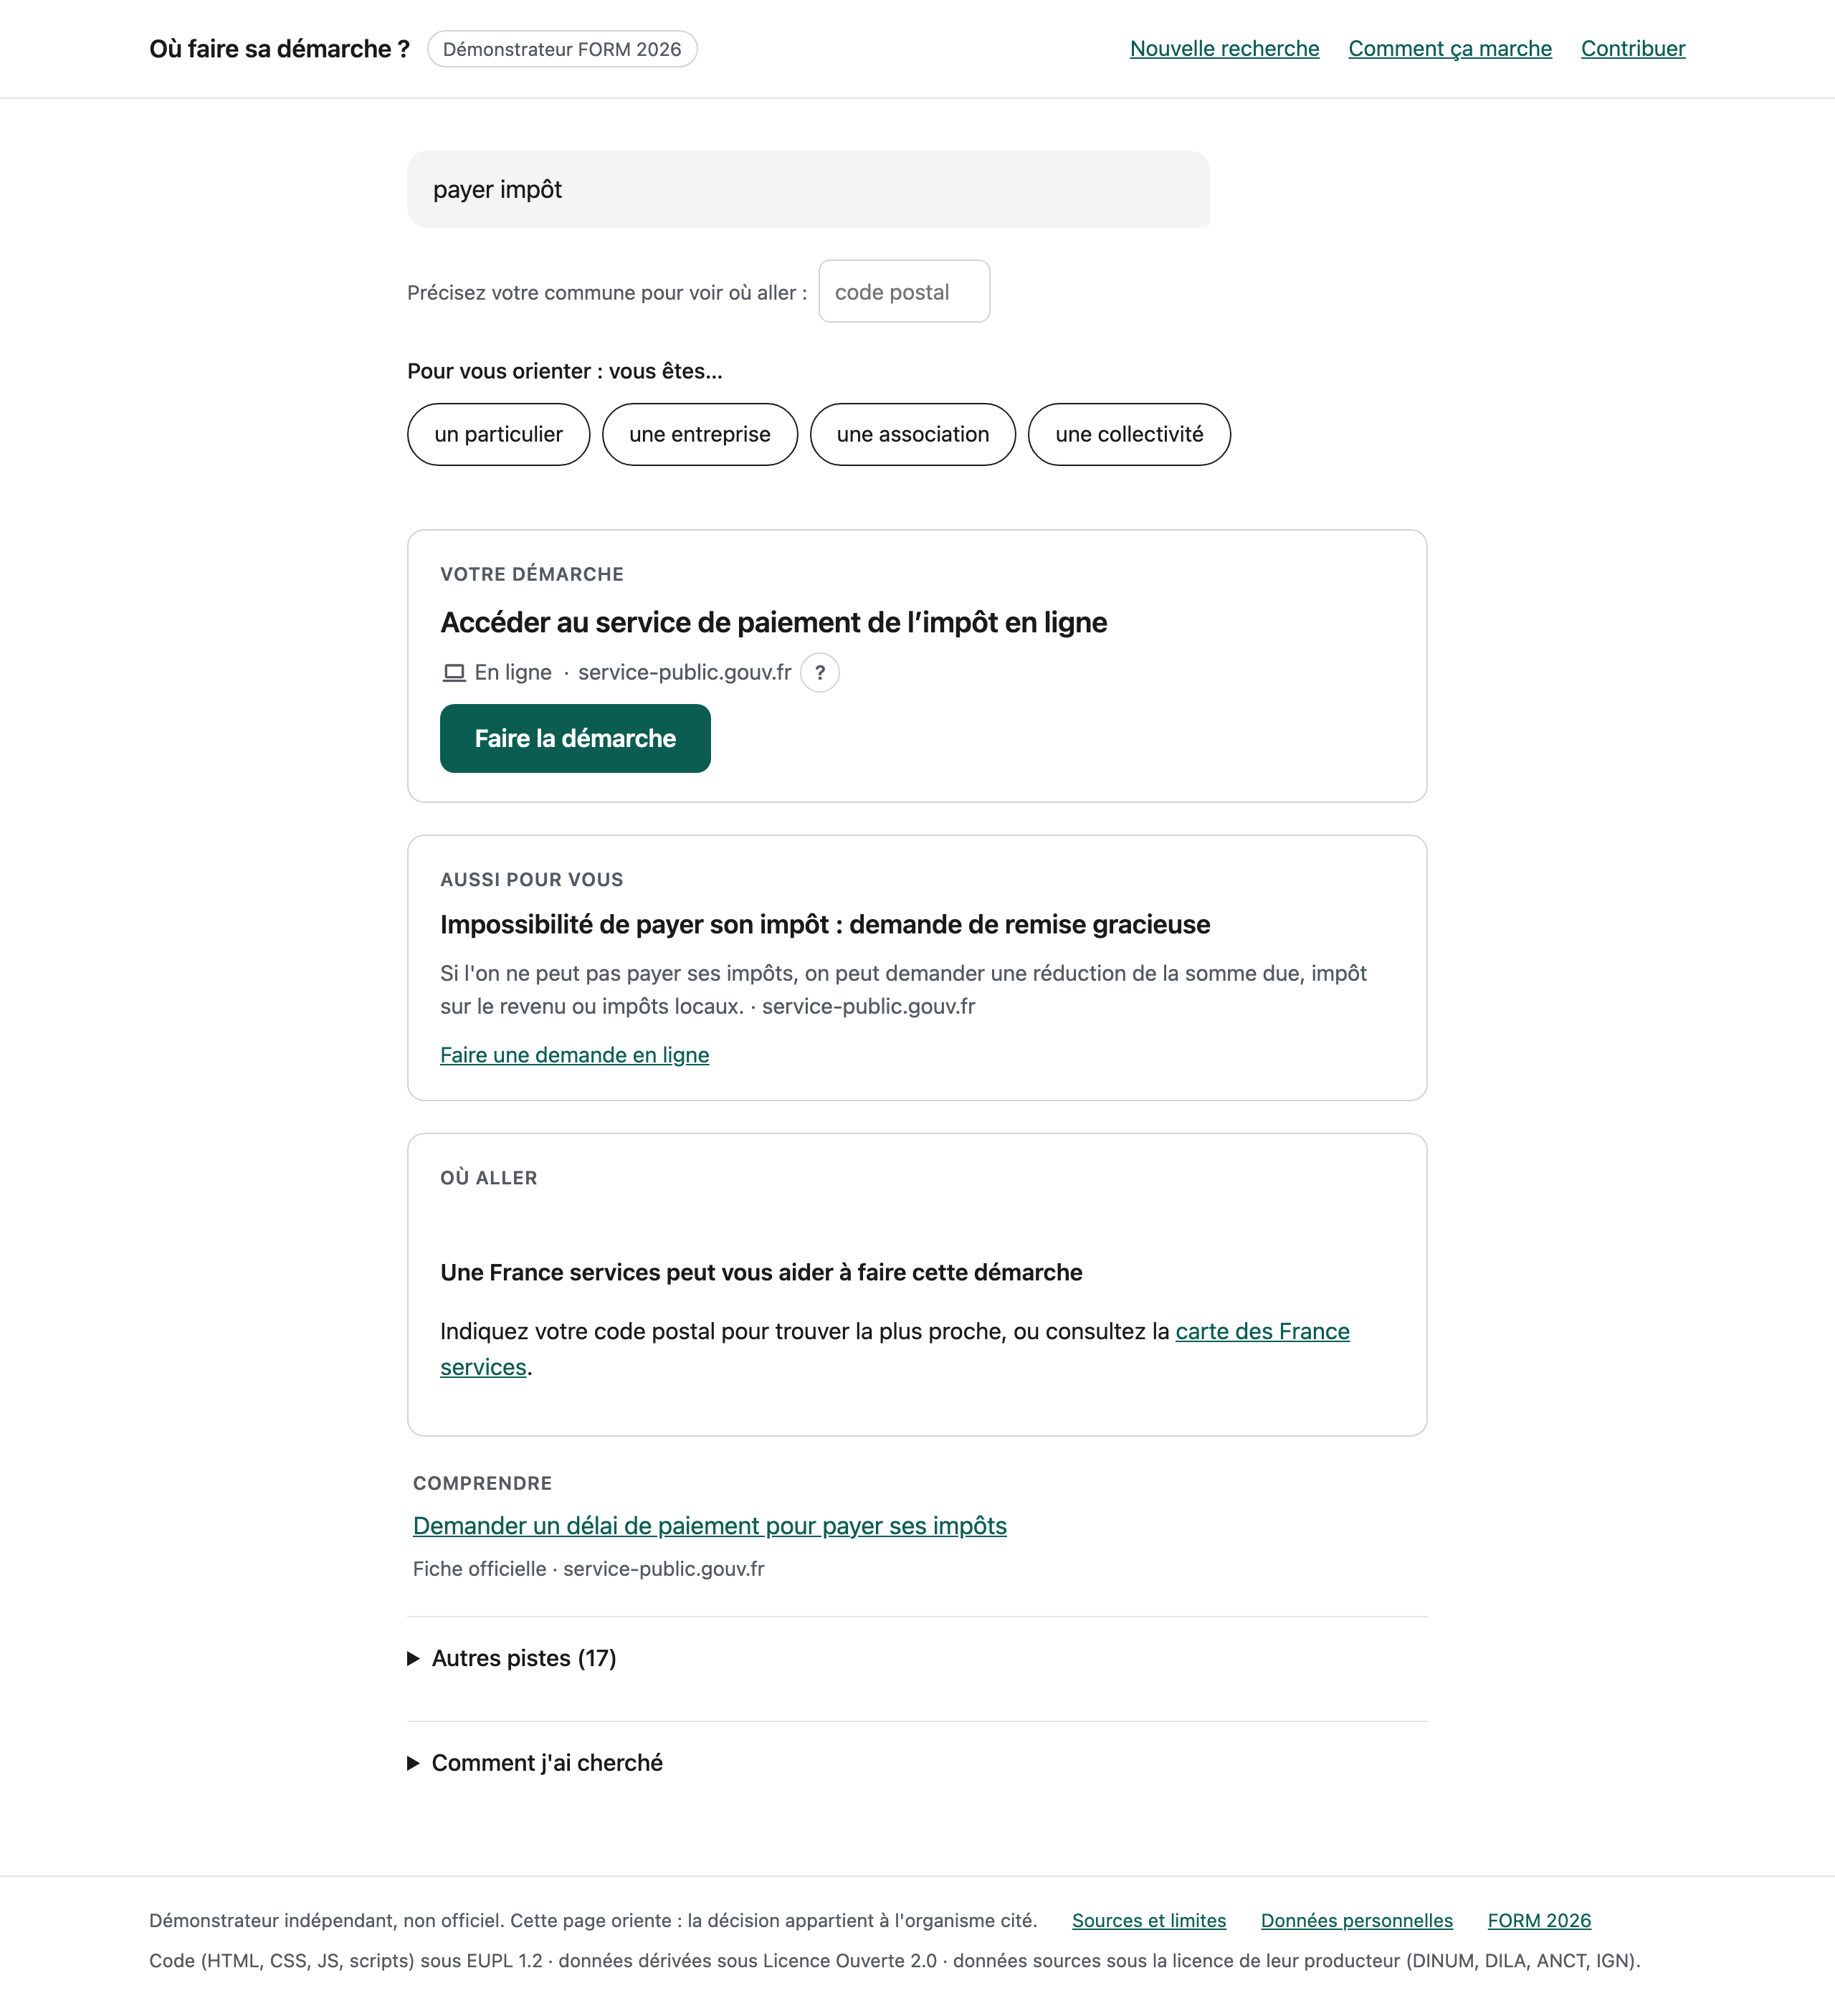 Où faire sa démarche ?
Démonstrateur FORM 2026
Nouvelle recherche
Comment ça marche
Contribuer
payer impôt
Précisez votre commune pour voir où aller :
code postal
Pour vous orienter : vous êtes...
un particulier
une entreprise
une association
une collectivité
VOTRE DÉMARCHE
Accéder au service de paiement de l’impôt en ligne
En ligne · service-public.gouv.fr ?
Faire la démarche
AUSSI POUR VOUS
Impossibilité de payer son impôt : demande de remise gracieuse
Si l'on ne peut pas payer ses impôts, on peut demander une réduction de la somme due, impôt
sur le revenu ou impôts locaux. · service-public.gouv.fr
Faire une demande en ligne
OÙ ALLER
Une France services peut vous aider à faire cette démarche
Indiquez votre code postal pour trouver la plus proche, ou consultez la carte des France
services.
COMPRENDRE
Demander un délai de paiement pour payer ses impôts
Fiche officielle · service-public.gouv.fr
Autres pistes (17)
Comment j'ai cherché
Démonstrateur indépendant, non officiel. Cette page oriente : la décision appartient à l'organisme cité.
Sources et limites
Données personnelles
FORM 2026
Code (HTML, CSS, JS, scripts) sous EUPL 1.2 · données dérivées sous Licence Ouverte 2.0 · données sources sous la licence de leur producteur (DINUM, DILA, ANCT, IGN).